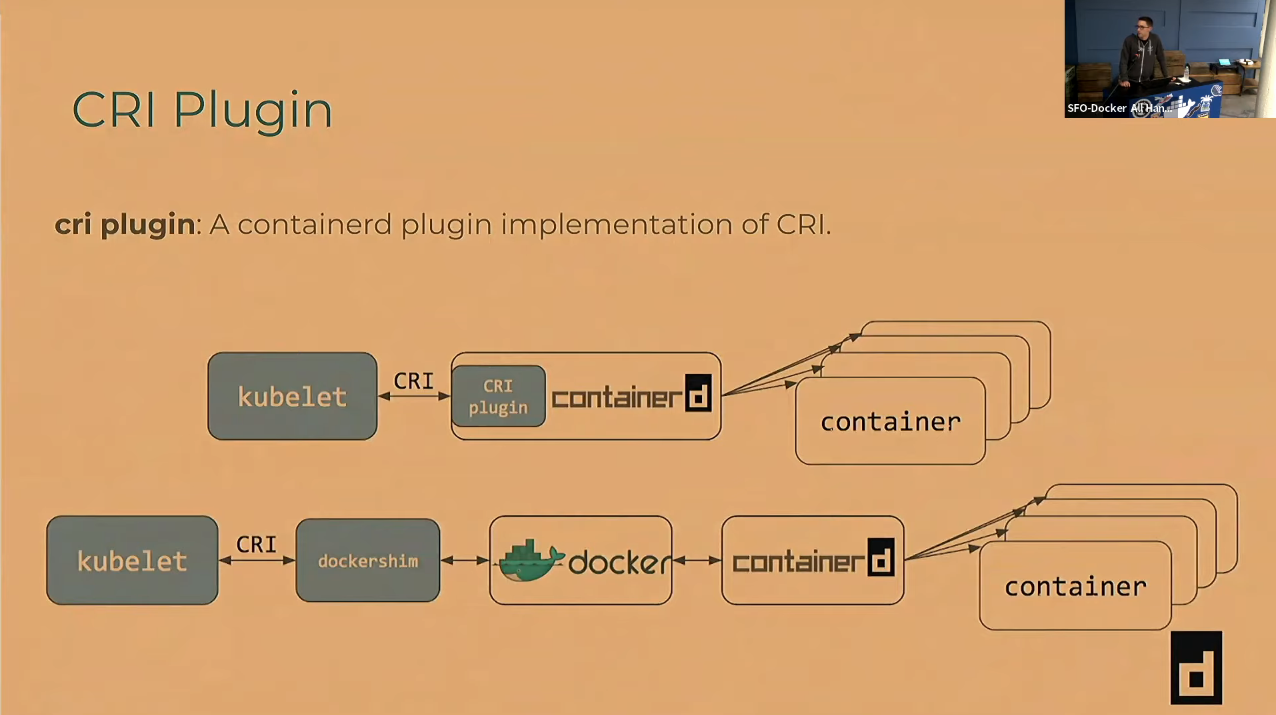 SFO-Docker All Han...
CRI Plugin
cri plugin: A containerd plugin implementation of CRI.
kubelet
CRI
CRI
plugin
containerd
container
kubelet
CRI
dockershim
docker
containerd
container
d